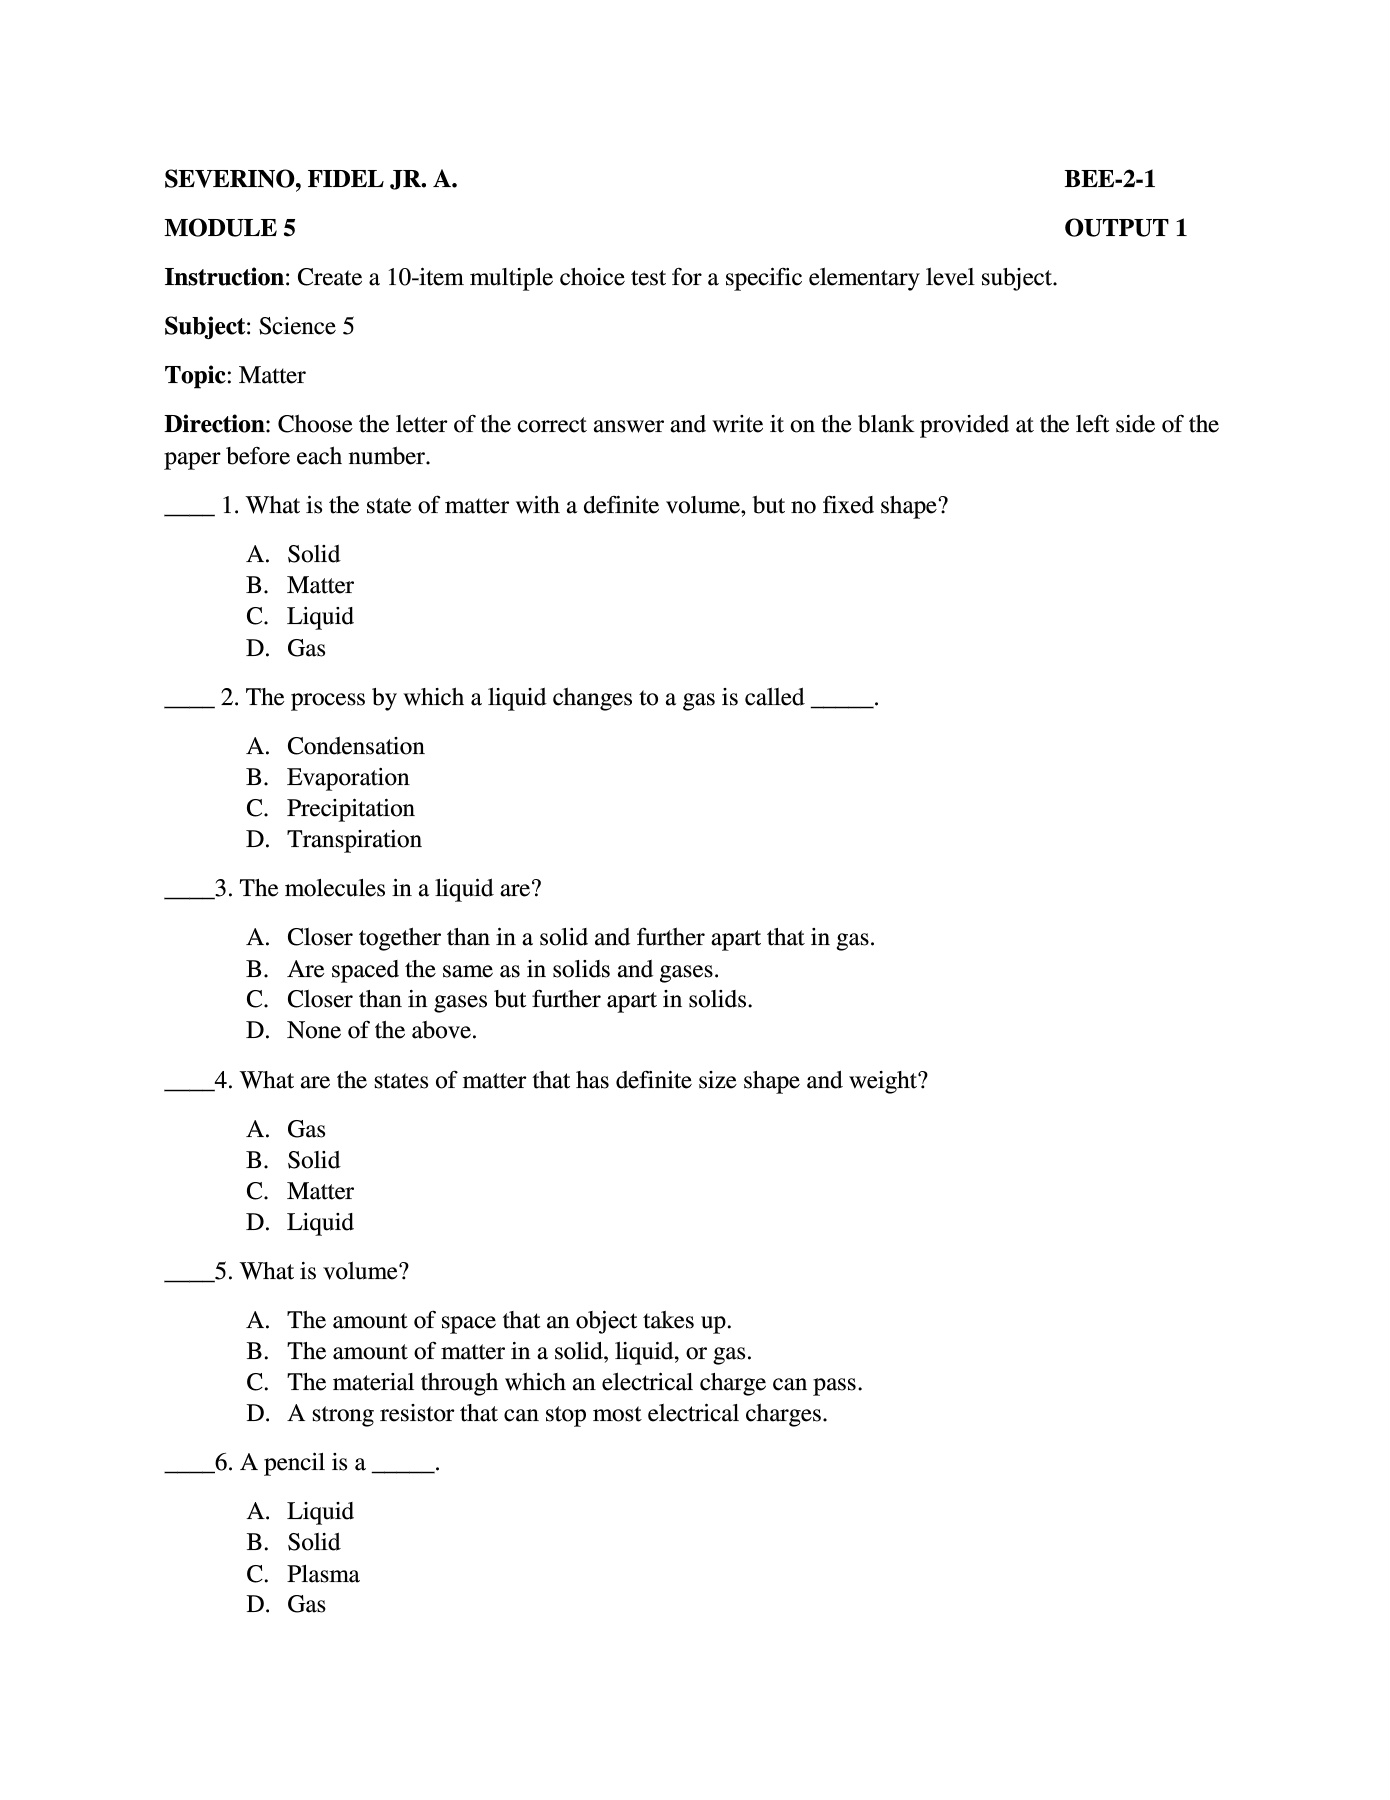 SEVERINO, FIDEL JR. A. BEE-2-1
MODULE 5 OUTPUT 1
Instruction: Create a 10-item multiple choice test for a specific elementary level subject.
Subject: Science 5
Topic: Matter
Direction: Choose the letter of the correct answer and write it on the blank provided at the left side of the
paper before each number.
____ 1. What is the state of matter with a definite volume, but no fixed shape?
A. Solid
B. Matter
C. Liquid
D. Gas
____ 2. The process by which a liquid changes to a gas is called _____.
A. Condensation
B. Evaporation
C. Precipitation
D. Transpiration
____3. The molecules in a liquid are?
A. Closer together than in a solid and further apart that in gas.
B. Are spaced the same as in solids and gases.
C. Closer than in gases but further apart in solids.
D. None of the above.
____4. What are the states of matter that has definite size shape and weight?
A. Gas
B. Solid
C. Matter
D. Liquid
____5. What is volume?
A. The amount of space that an object takes up.
B. The amount of matter in a solid, liquid, or gas.
C. The material through which an electrical charge can pass.
D. A strong resistor that can stop most electrical charges.
____6. A pencil is a _____.
A. Liquid
B. Solid
C. Plasma
D. Gas